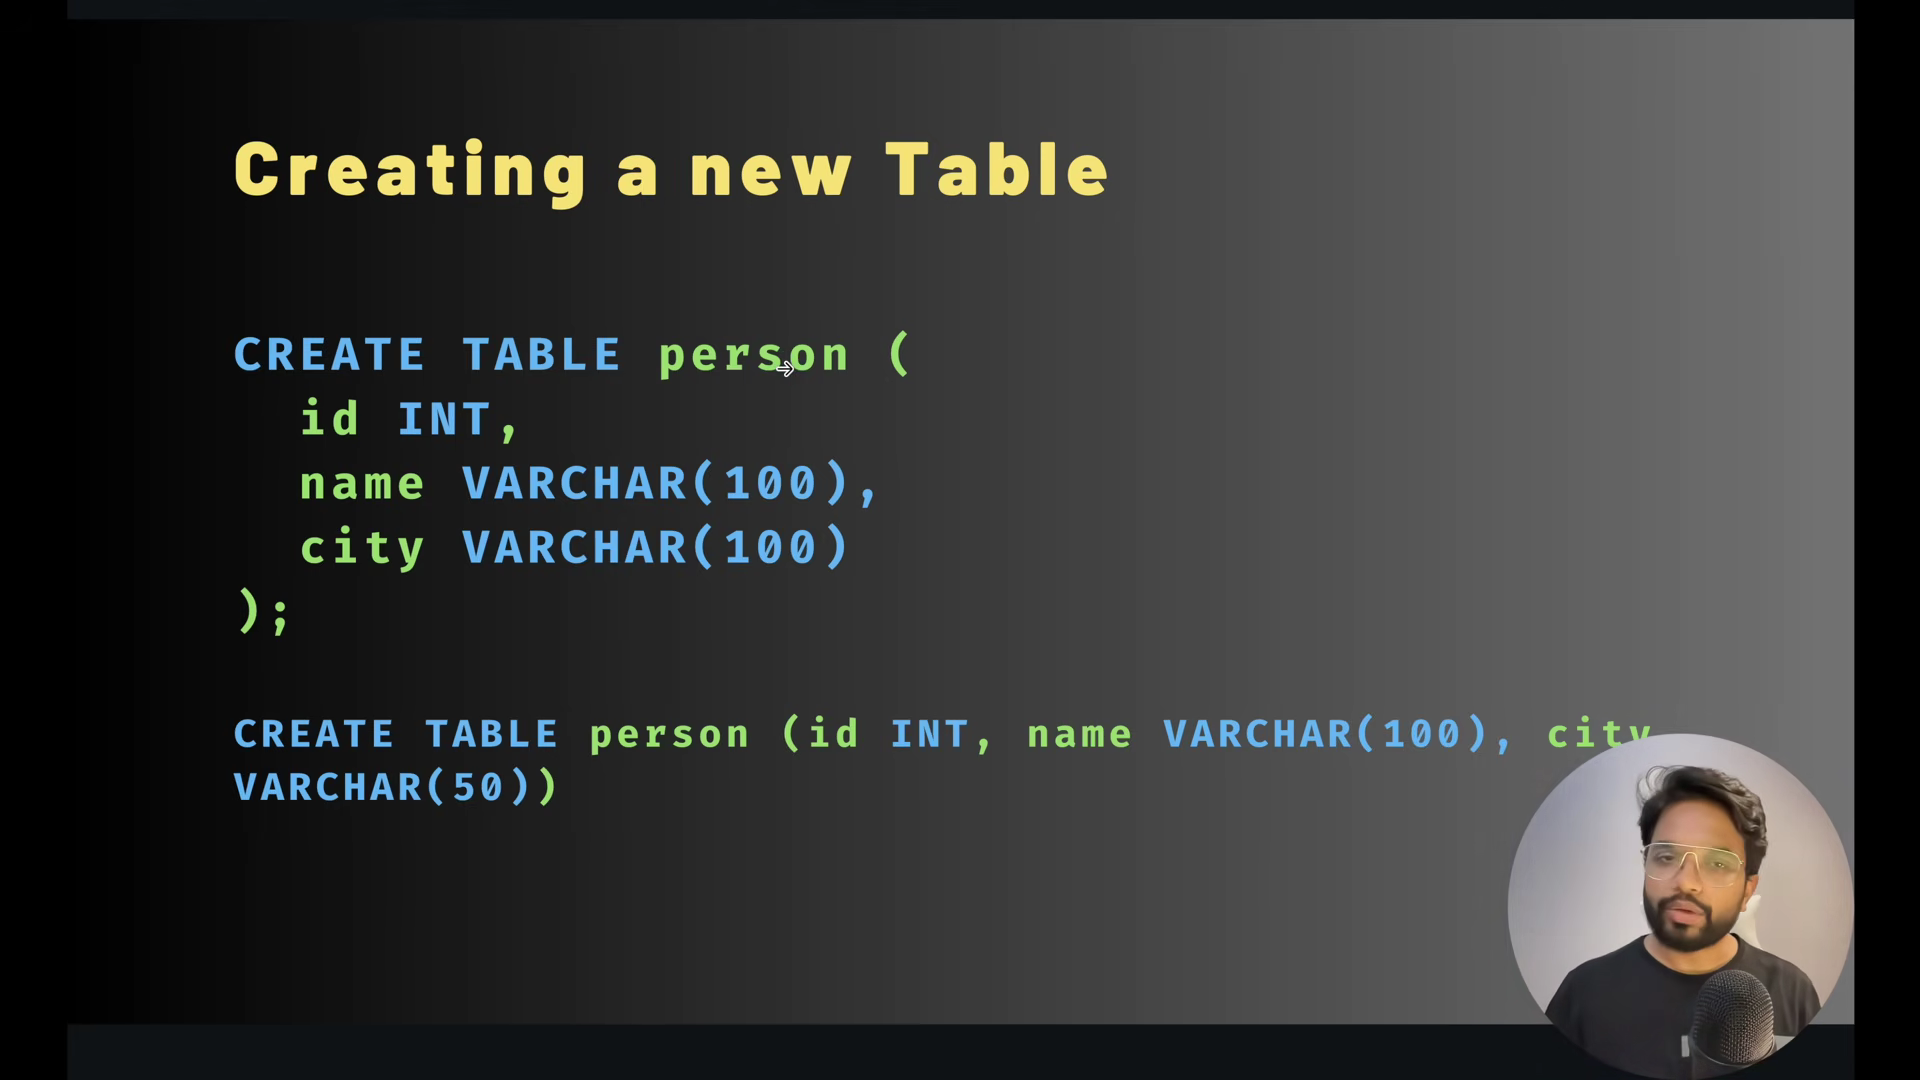 Creating a new Table
CREATE TABLE person (
id INT,
name VARCHAR(100),
city VARCHAR(100)
);
CREATE TABLE person (id INT, name VARCHAR(100), city
VARCHAR(50))